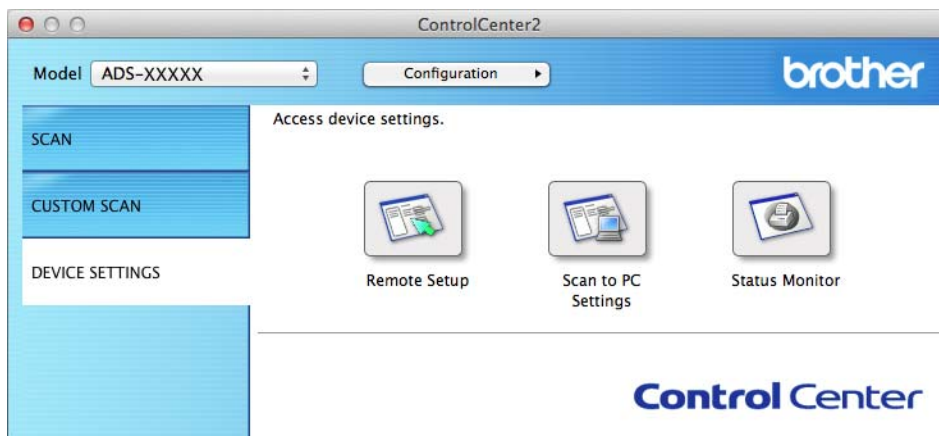 ControlCenter2
Model ADS-XXXXX Configuration
brother
SCAN
CUSTOM SCAN
DEVICE SETTINGS
Access device settings.
Remote Setup
Scan to PC
Settings
Status Monitor
Control Center